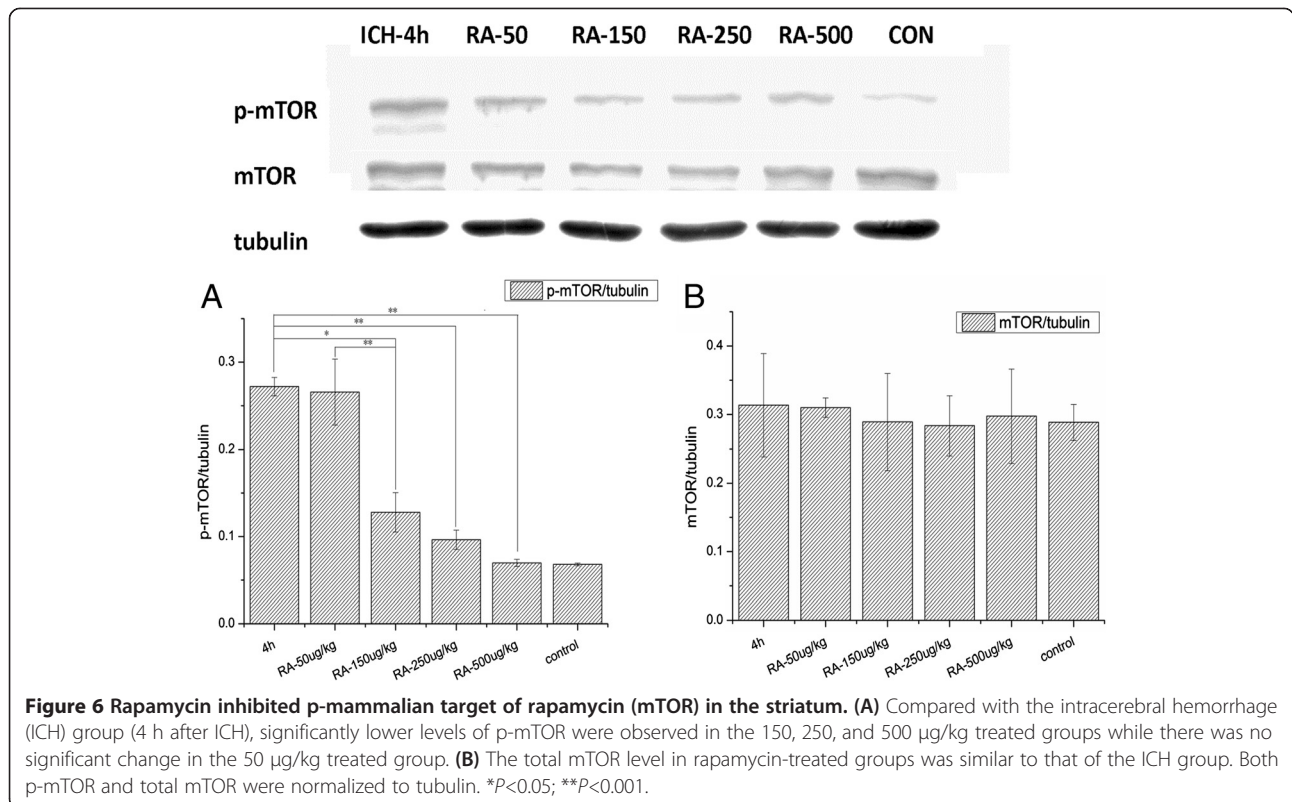 ICH-4h RA-50 RA-150 RA-250 RA-500 CON
p-mTOR
mTOR
tubulin
A
p-mTOR/tubulin
** 
**
*
**
0.3
0.2
0.1
0.0
p-mTOR/tubulin
4h RA-50ug/kg RA-150ug/kg RA-250ug/kg RA-500ug/kg control
B
mTOR/tubulin
0.4
0.3
0.2
0.1
0.0
mTOR/tubulin
4h RA-50ug/kg RA-150ug/kg RA-250ug/kg RA-500ug/kg control
Figure 6 Rapamycin inhibited p-mammalian target of rapamycin (mTOR) in the striatum. (A) Compared with the intracerebral hemorrhage
(ICH) group (4 h after ICH), significantly lower levels of p-mTOR were observed in the 150, 250, and 500 μg/kg treated groups while there was no
significant change in the 50 μg/kg treated group. (B) The total mTOR level in rapamycin-treated groups was similar to that of the ICH group. Both
p-mTOR and total mTOR were normalized to tubulin. *P<0.05; **P<0.001.